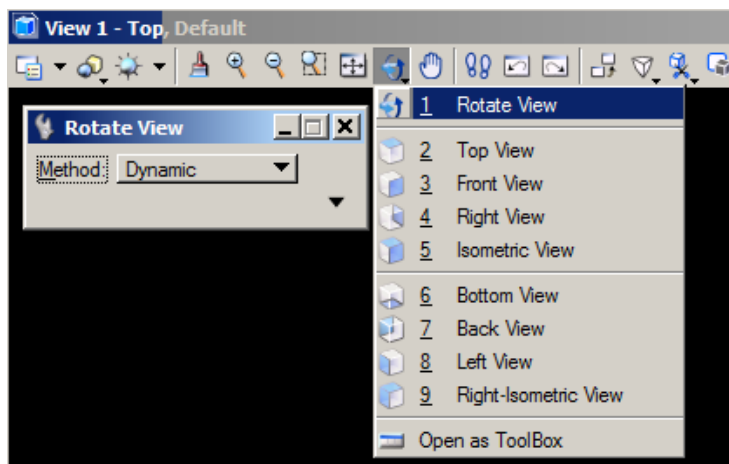 View 1 - Top, Default
Rotate View
Method: Dynamic
1 Rotate View
2 Top View
3 Front View
4 Right View
5 Isometric View
6 Bottom View
7 Back View
8 Left View
9 Right-Isometric View
Open as ToolBox